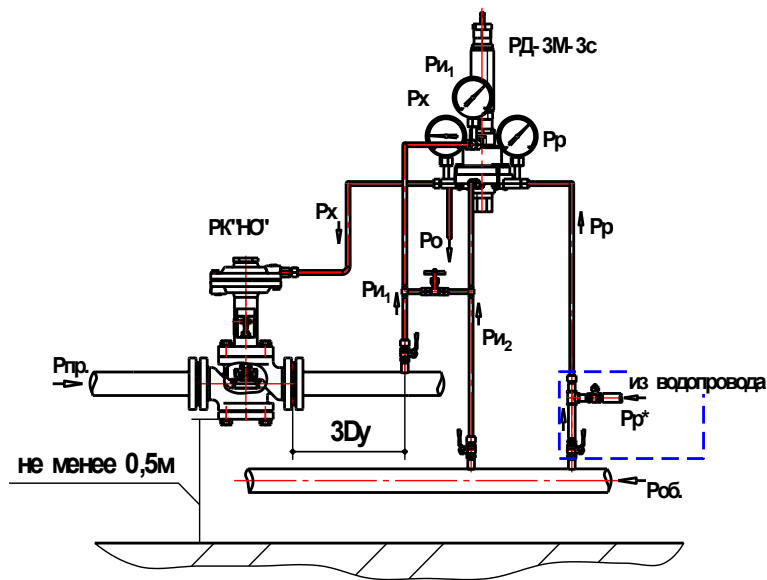 РД-3М-3с
Ри₁
Рх
Рр
Рх
РК"НО"
Ро
Рр
Ри₁
Ри₂
Рпр.
из водопровода
Рр*
3Dу
не менее 0,5м
Роб.